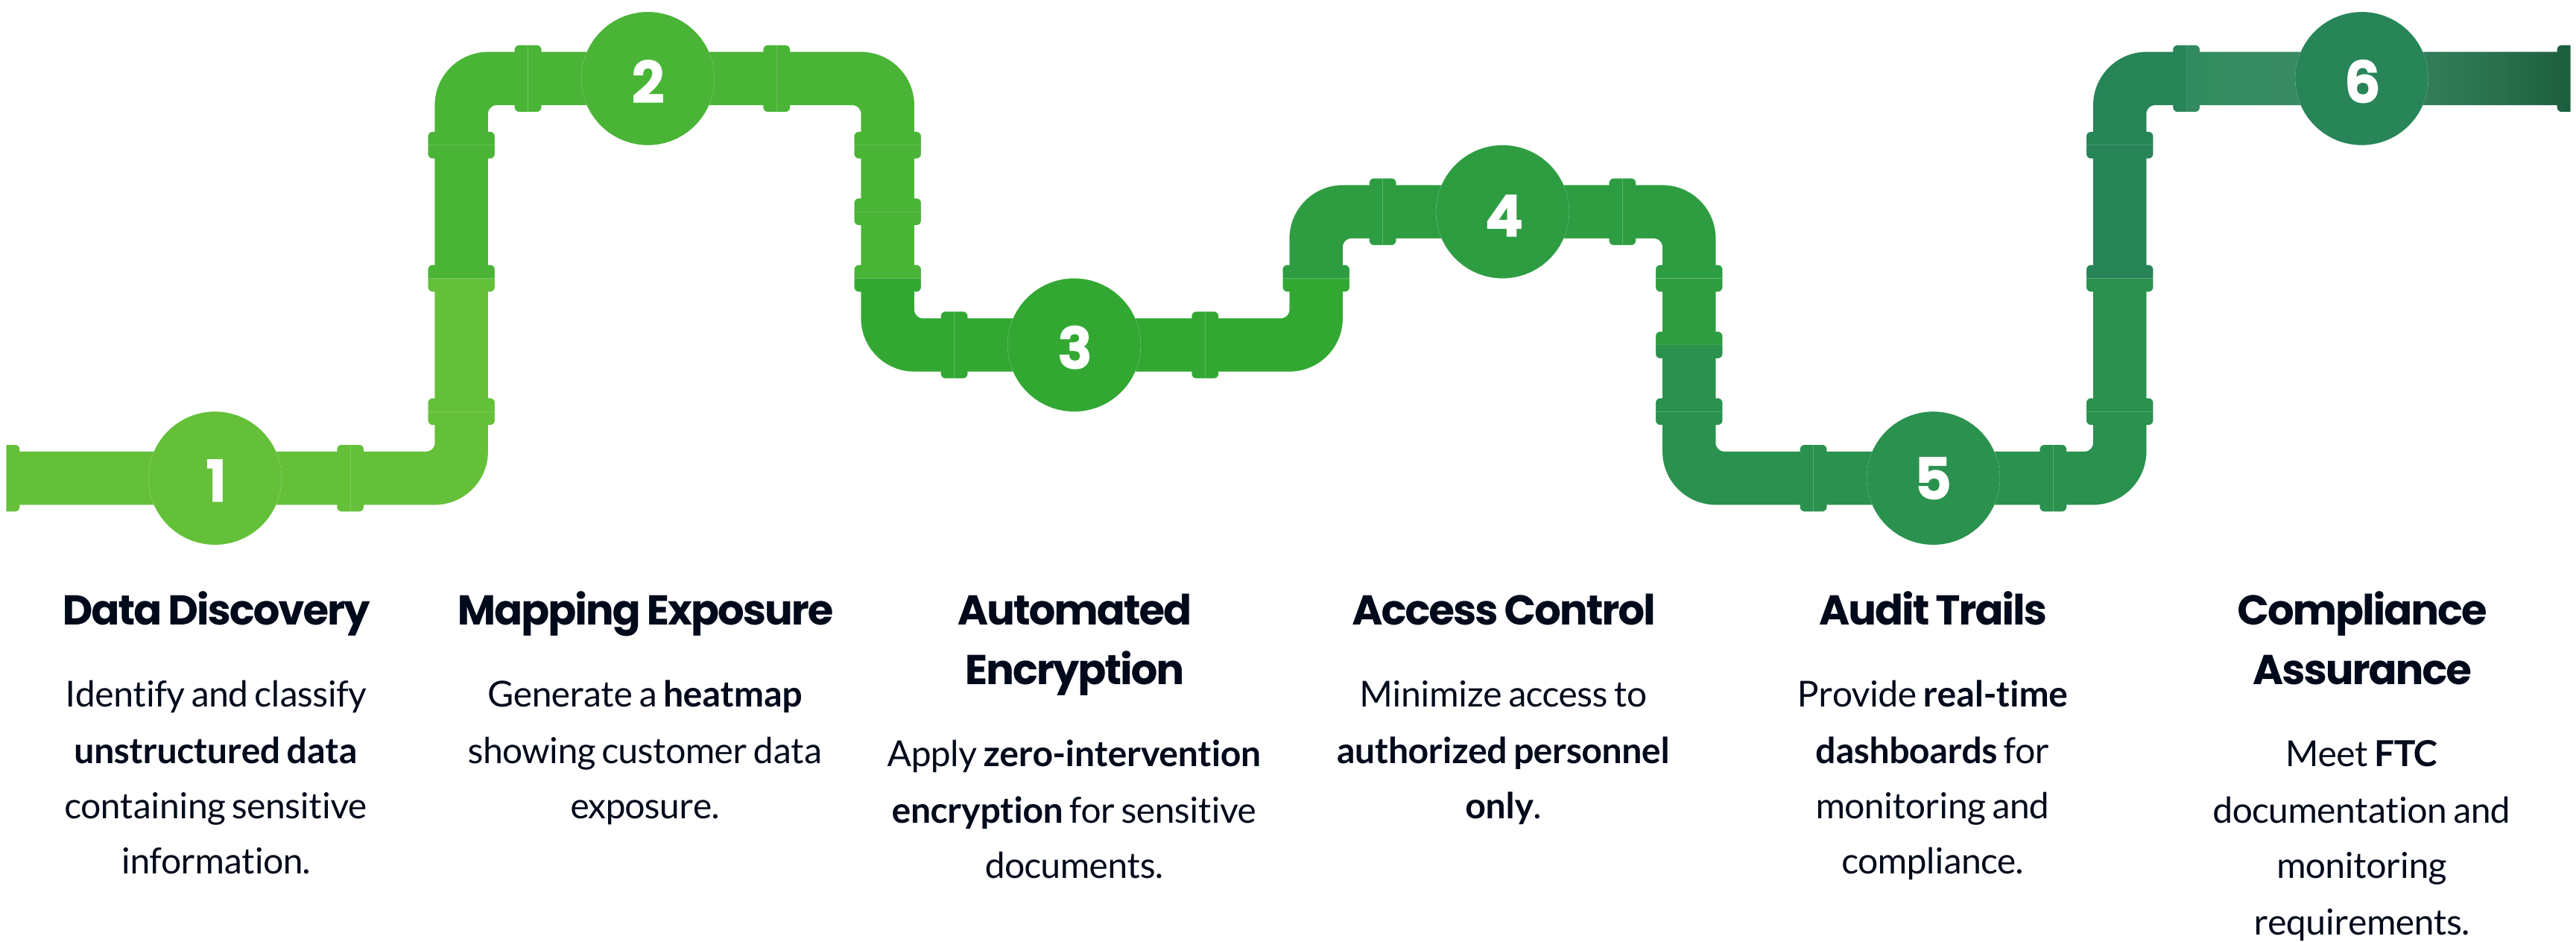 1
2
3
4
5
6
Data Discovery
Identify and classify
unstructured data
containing sensitive
information.
Mapping Exposure
Generate a heatmap
showing customer data
exposure.
Automated
Encryption
Apply zero-intervention
encryption for sensitive
documents.
Access Control
Minimize access to
authorized personnel
only.
Audit Trails
Provide real-time
dashboards for
monitoring and
compliance.
Compliance
Assurance
Meet FTC
documentation and
monitoring
requirements.